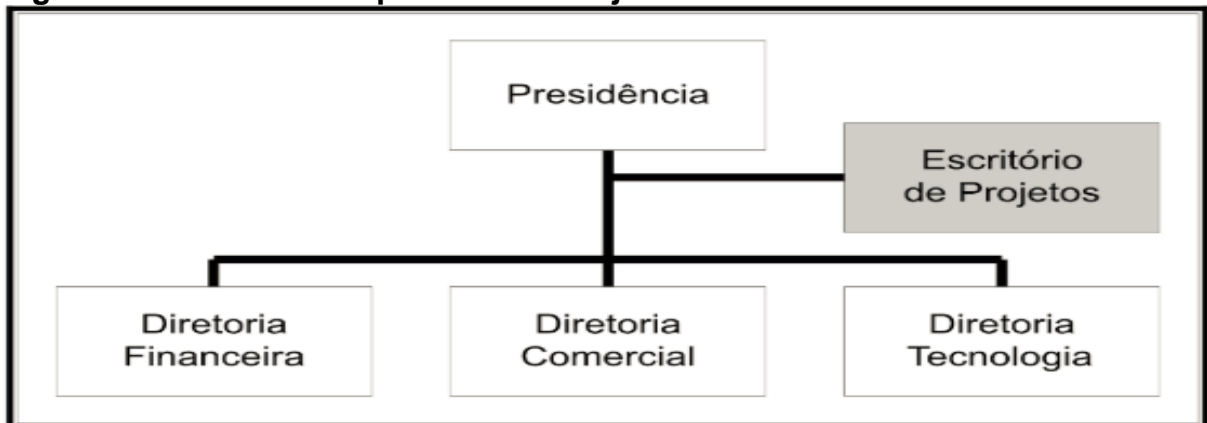 Presidência
Escritório
de Projetos
Diretoria
Financeira
Diretoria
Comercial
Diretoria
Tecnologia